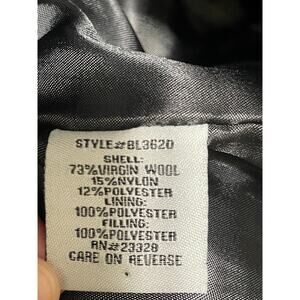 STYLE#BL3620
SHELL:
73%VIRGIN WOOL
15%NYLON
12%POLYESTER
LINING:
100%POLYESTER
FILLING:
100%POLYESTER
RN#23329
CARE ON REVERSE